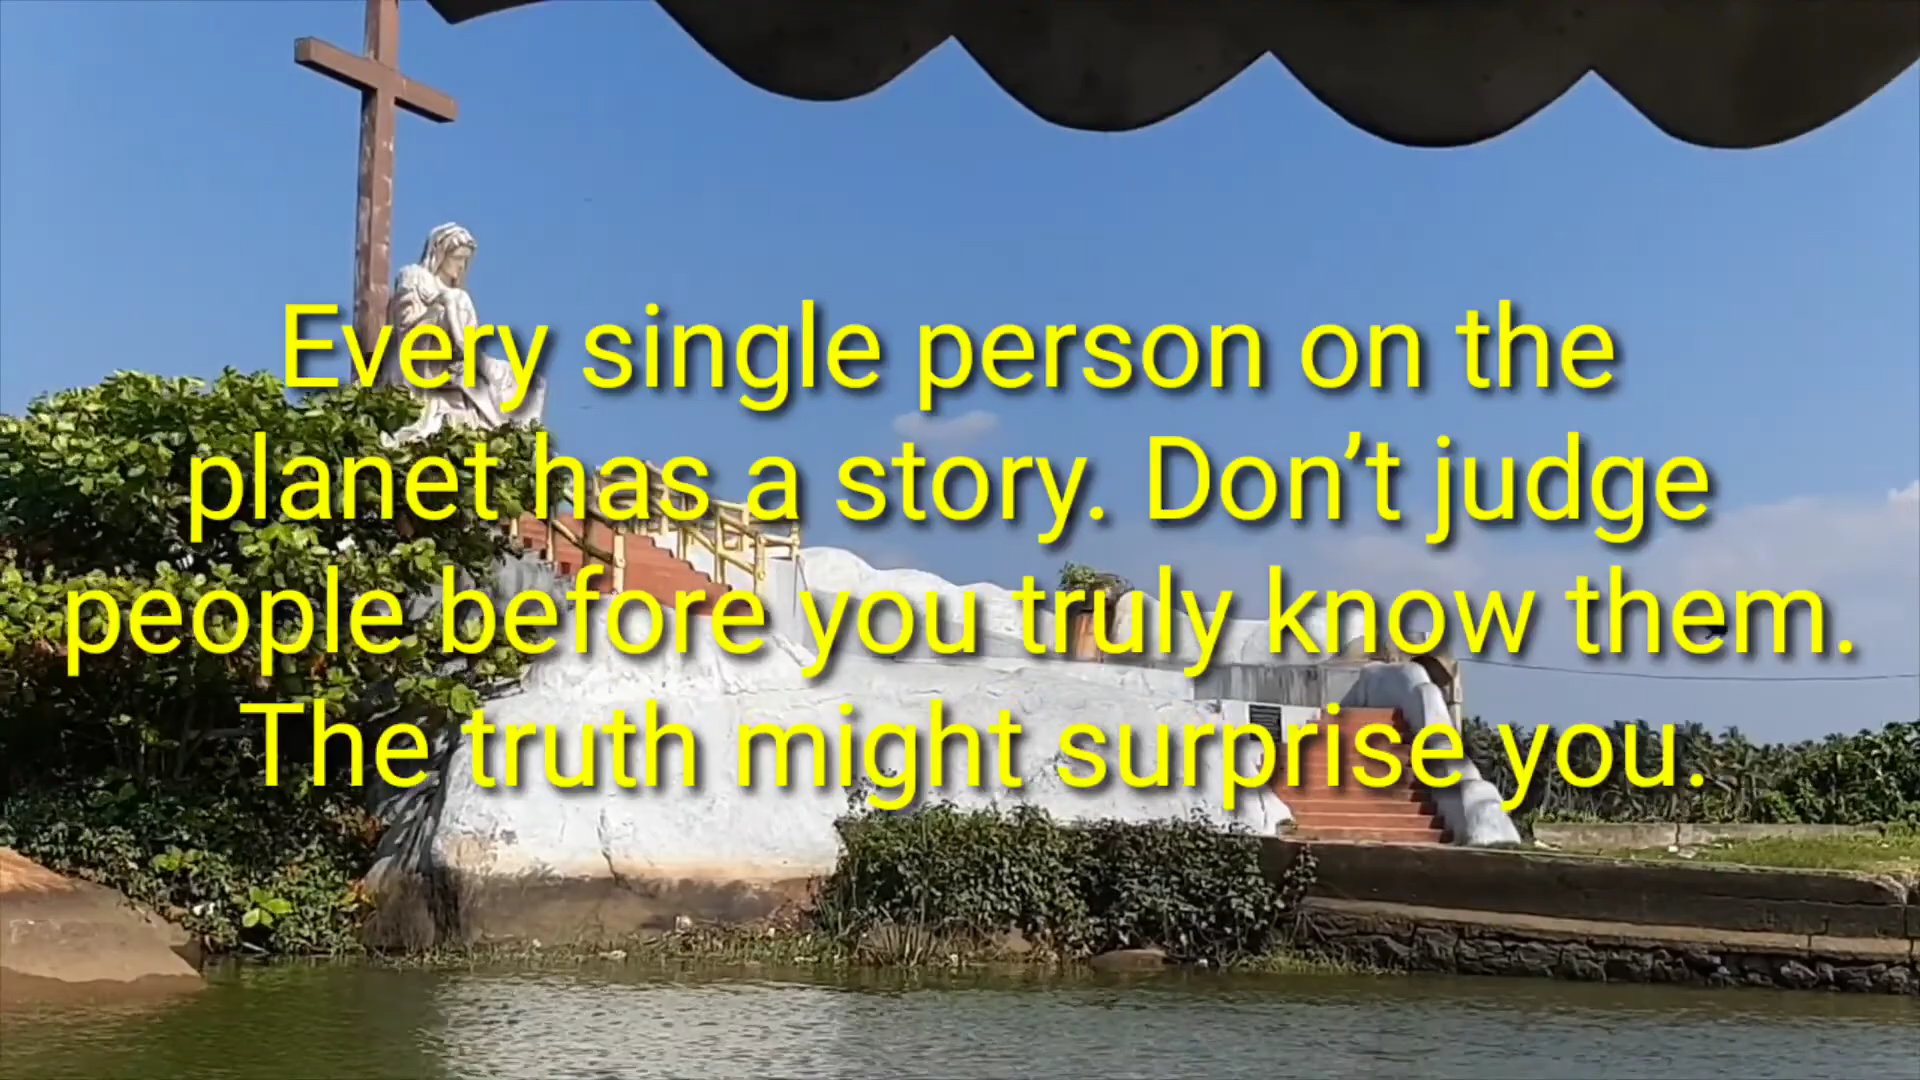 Every single person on the
planet has a story. Don’t judge
people before you truly know them.
The truth might surprise you.